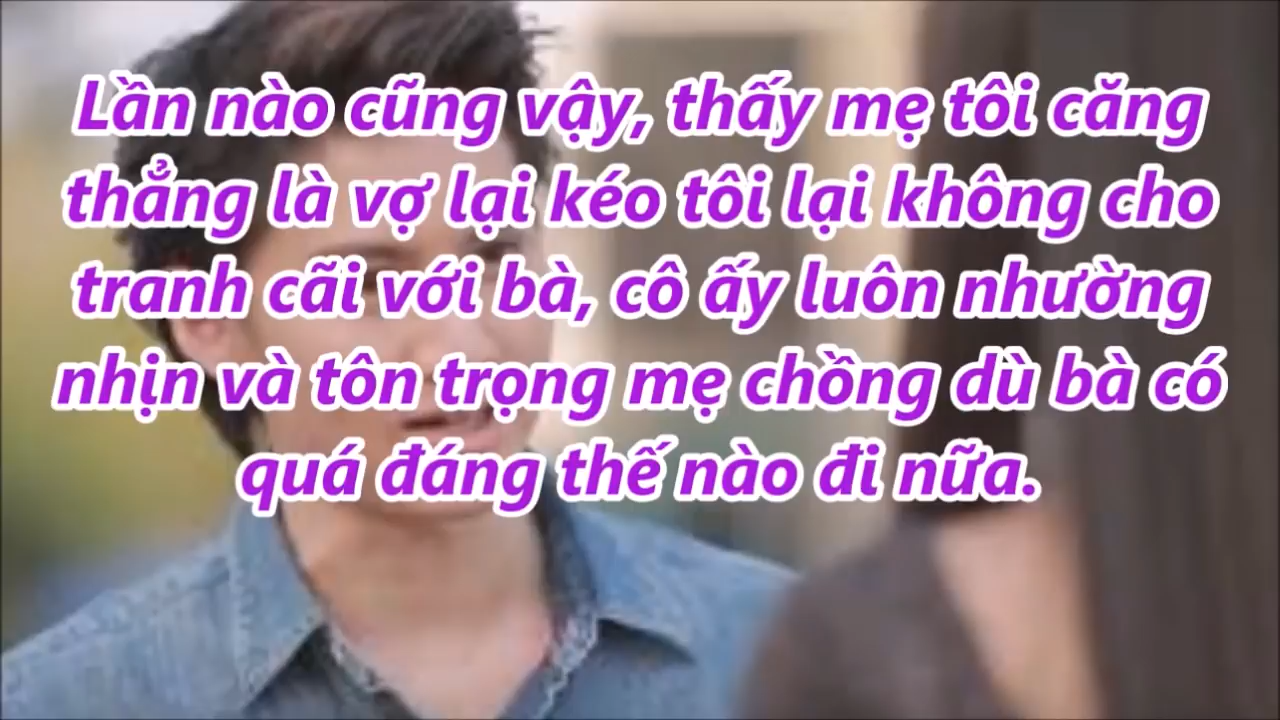 Lần nào cũng vậy, thấy mẹ tôi căng
thẳng là vợ lại kéo tôi lại không cho
tranh cãi với bà, cô ấy luôn nhường
nhịn và tôn trọng mẹ chồng dù bà có
quá đáng thế nào đi nữa.